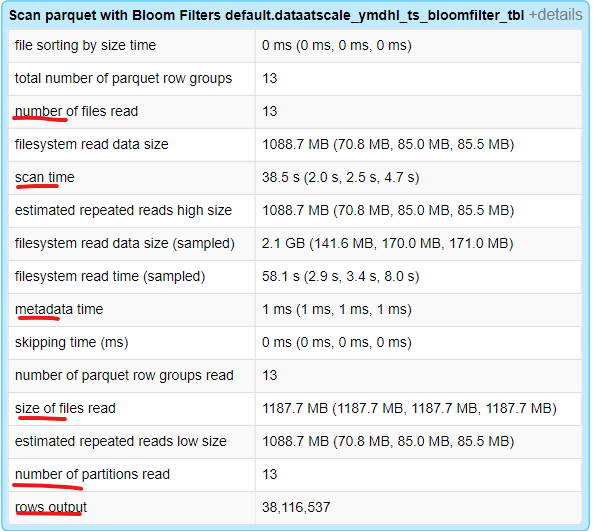 Scan parquet with Bloom Filters default.dataatscale_ymdhl_ts_bloomfilter_tbl +details
file sorting by size time 0 ms (0 ms, 0 ms, 0 ms)
total number of parquet row groups 13
number of files read 13
filesystem read data size 1088.7 MB (70.8 MB, 85.0 MB, 85.5 MB)
scan time 38.5 s (2.0 s, 2.5 s, 4.7 s)
estimated repeated reads high size 1088.7 MB (70.8 MB, 85.0 MB, 85.5 MB)
filesystem read data size (sampled) 2.1 GB (141.6 MB, 170.0 MB, 171.0 MB)
filesystem read time (sampled) 58.1 s (2.9 s, 3.4 s, 8.0 s)
metadata time 1 ms (1 ms, 1 ms, 1 ms)
skipping time (ms) 0 ms (0 ms, 0 ms, 0 ms)
number of parquet row groups read 13
size of files read 1187.7 MB (1187.7 MB, 1187.7 MB, 1187.7 MB)
estimated repeated reads low size 1088.7 MB (70.8 MB, 85.0 MB, 85.5 MB)
number of partitions read 13
rows output 38,116,537